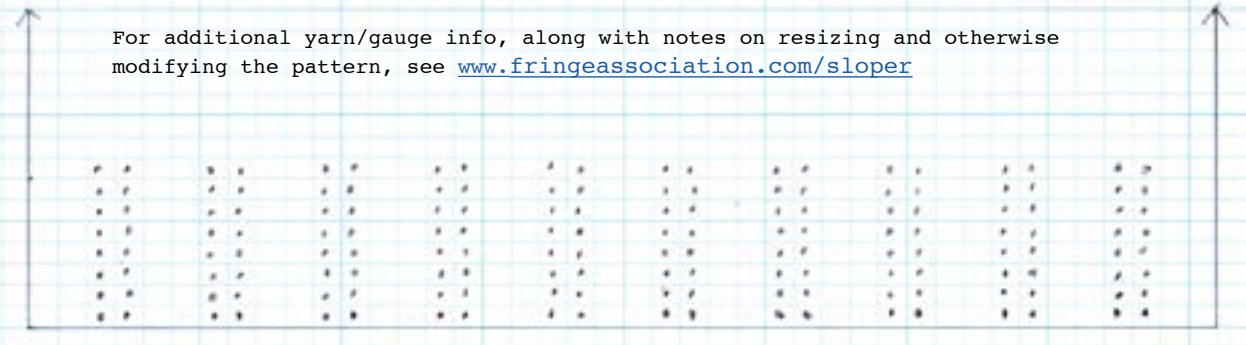 For additional yarn/gauge info, along with notes on resizing and otherwise
modifying the pattern, see www.fringeassociation.com/sloper